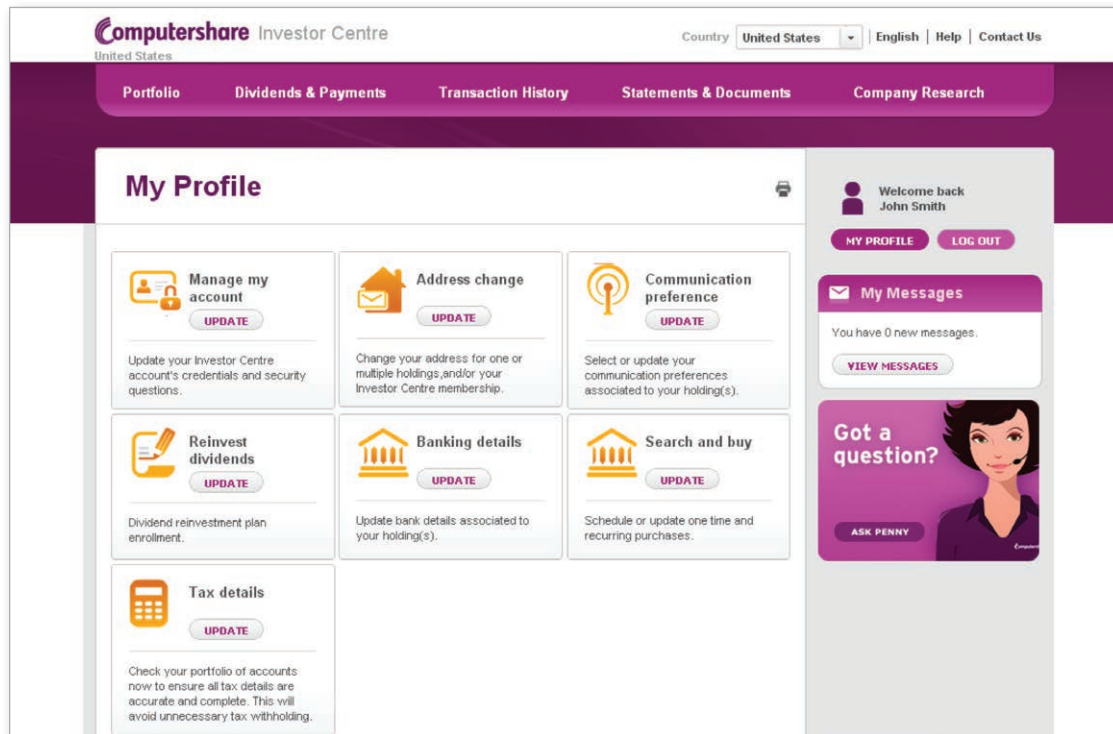 Computershare Investor Centre
United States
Country United States English | Help | Contact Us
Portfolio Dividends & Payments Transaction History Statements & Documents Company Research
My Profile
Welcome back
John Smith
MY PROFILE LOG OUT
Manage my
account
UPDATE
Update your Investor Centre
account's credentials and security
questions.
Address change
UPDATE
Change your address for one or
multiple holdings,and/or your
Investor Centre membership.
Communication
preference
UPDATE
Select or update your
communication preferences
associated to your holding(s).
Reinvest
dividends
UPDATE
Dividend reinvestment plan
enrollment.
Banking details
UPDATE
Update bank details associated to
your holding(s).
Search and buy
UPDATE
Schedule or update one time and
recurring purchases.
Tax details
UPDATE
Check your portfolio of accounts
now to ensure all tax details are
accurate and complete. This will
avoid unnecessary tax withholding.
My Messages
You have 0 new messages.
VIEW MESSAGES
Got a
question?
ASK PENNY